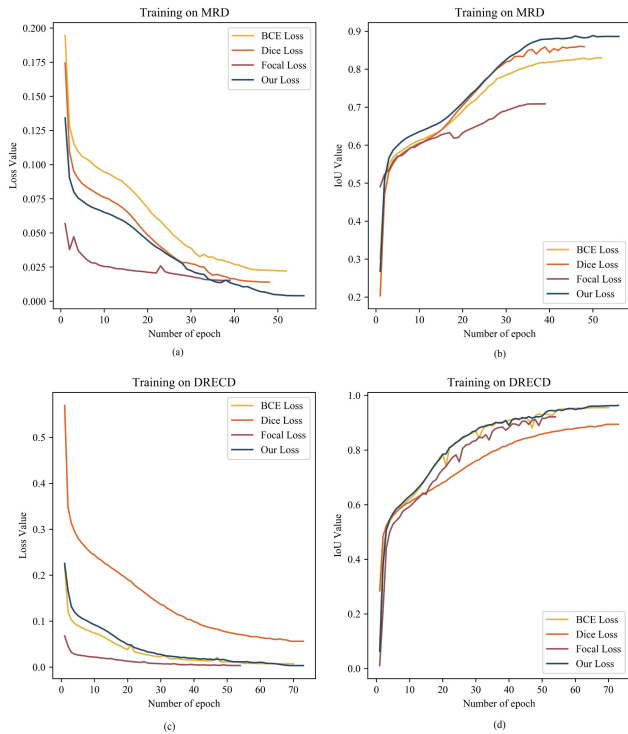 Training on MRD
Loss Value
0.200
0.175
0.150
0.125
0.100
0.075
0.050
0.025
0.000
BCE Loss
Dice Loss
Focal Loss
Our Loss
0 10 20 30 40 50
Number of epoch
(a)
Training on MRD
IoU Value
0.9
0.8
0.7
0.6
0.5
0.4
0.3
0.2
BCE Loss
Dice Loss
Focal Loss
Our Loss
0 10 20 30 40 50
Number of epoch
(b)
Training on DRECD
Loss Value
0.5
0.4
0.3
0.2
0.1
0.0
BCE Loss
Dice Loss
Focal Loss
Our Loss
0 10 20 30 40 50 60 70
Number of epoch
(c)
Training on DRECD
IoU Value
1.0
0.8
0.6
0.4
0.2
0.0
BCE Loss
Dice Loss
Focal Loss
Our Loss
0 10 20 30 40 50 60 70
Number of epoch
(d)